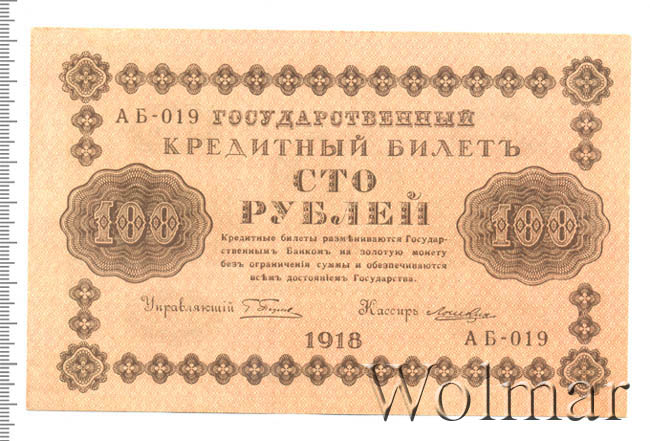 АБ-019 ГОСУДАРСТВЕННЫЙ
КРЕДИТНЫЙ БИЛЕТЪ
СТО
РУБЛЕЙ
100
100
Кредитные билеты размѣниваются Государ-
ственнымъ Банкомъ на золотую монету
безъ ограниченія суммы и обезпечиваются
всѣмъ достояніемъ Государства.
Управляющій
Кассиръ
1918
АБ-019
Wolmar